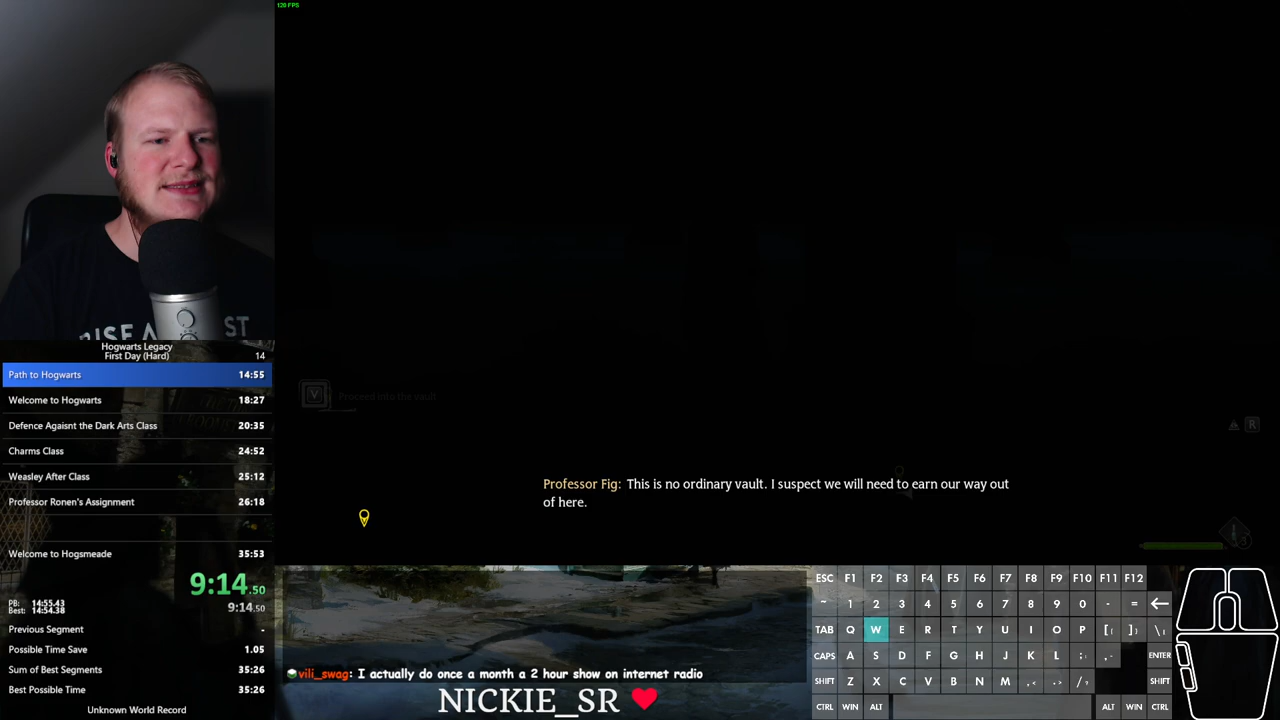 120 FPS
RISE A ST
Hogwarts Legacy
First Day (Hard) 14
Path to Hogwarts 14:55
Welcome to Hogwarts 18:27
Defence Agaisnt the Dark Arts Class 20:35
Charms Class 24:52
Weasley After Class 25:12
Professor Ronen's Assignment 26:18
Welcome to Hogsmeade 35:53
9:14.50
PB: 14:55.43
Best: 14:54.38
9:14.50
Previous Segment -
Possible Time Save 1.05
Sum of Best Segments 35:26
Best Possible Time 35:26
Unknown World Record
V Proceed into the vault
R
Professor Fig: This is no ordinary vault. I suspect we will need to earn our way out
of here.
vili_swag: I actually do once a month a 2 hour show on internet radio
NICKIE_SR
ESC F1 F2 F3 F4 F5 F6 F7 F8 F9 F10 F11 F12
~ 1 2 3 4 5 6 7 8 9 0 - =
TAB Q W E R T Y U I O P [{ ]} \|
CAPS A S D F G H J K L ;: ,- ENTER
SHIFT Z X C V B N M ,< .> /? SHIFT
CTRL WIN ALT ALT WIN CTRL